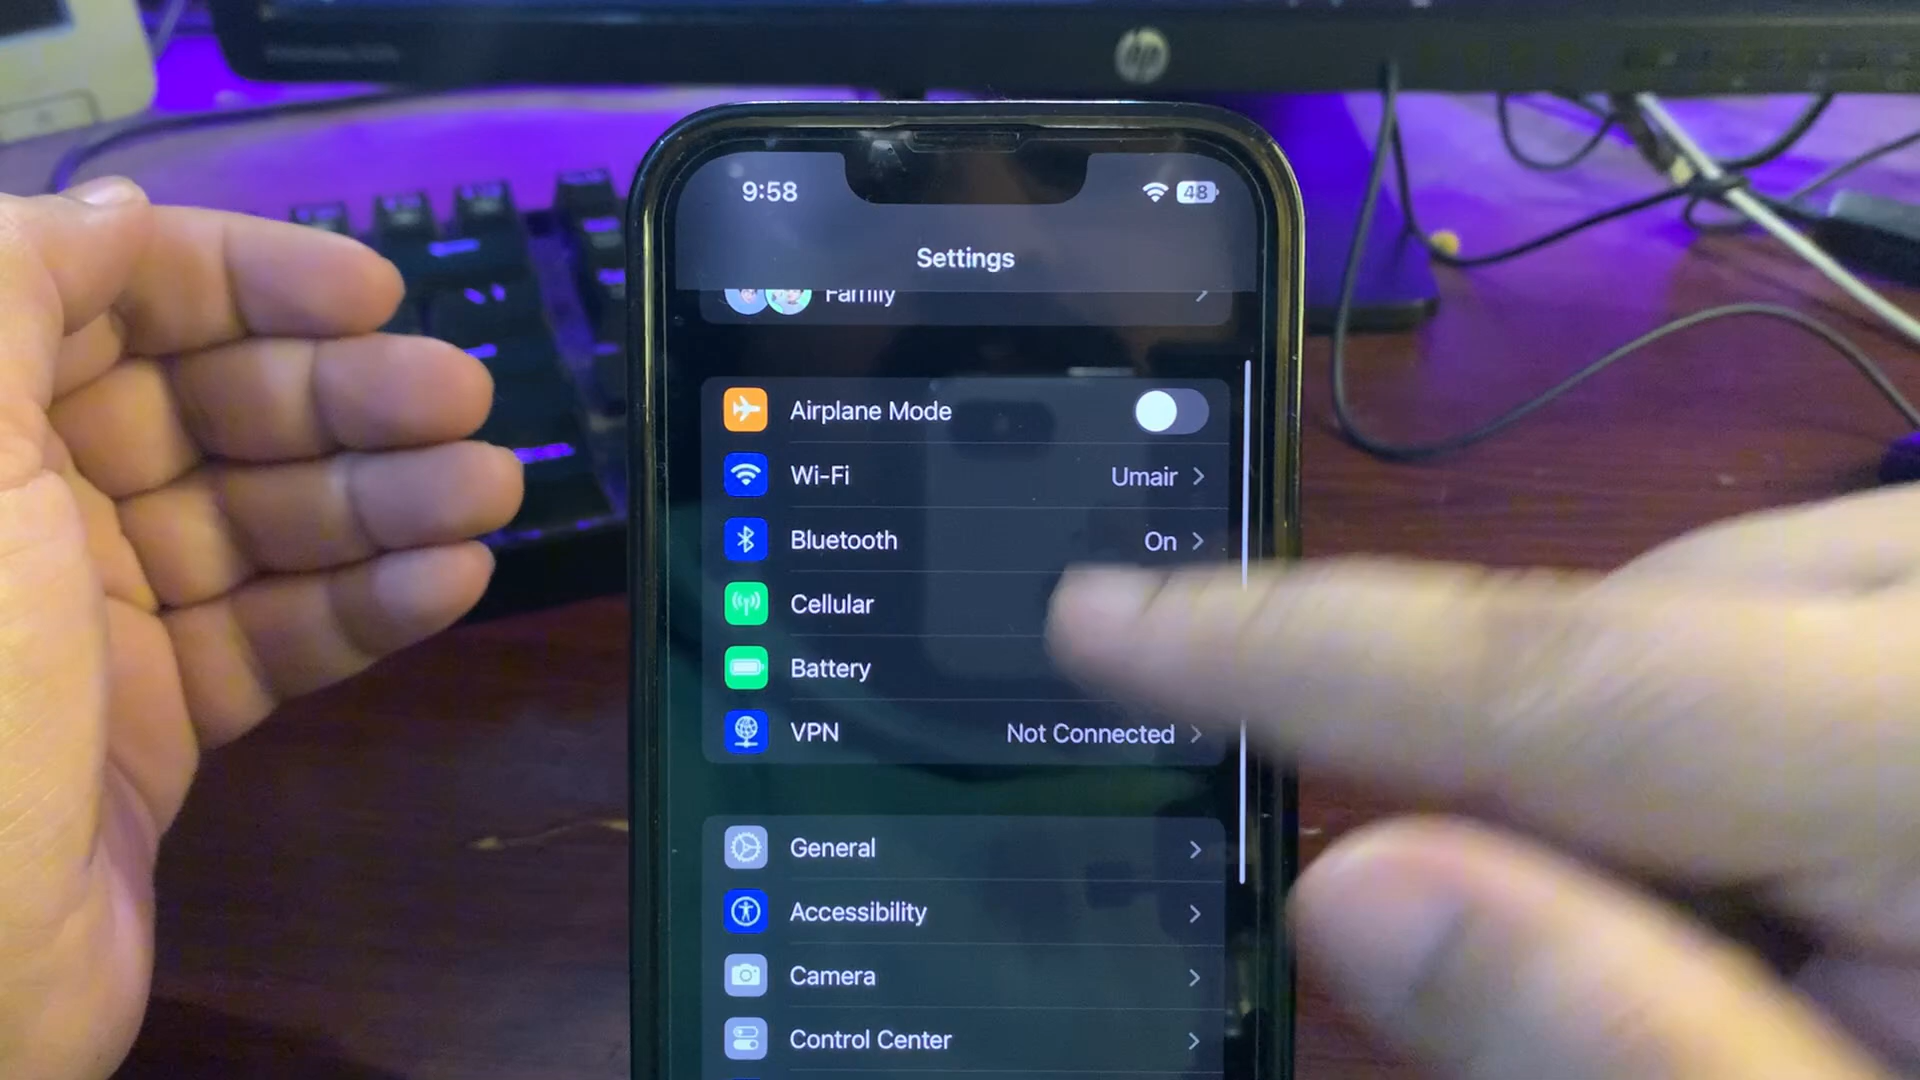 hp
9:58
48
Settings
Family
Airplane Mode
Wi-Fi
Umair
Bluetooth
On
Cellular
Battery
VPN
Not Connected
General
Accessibility
Camera
Control Center